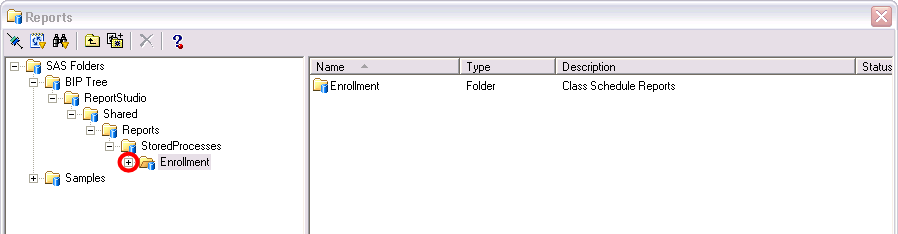 Reports
SAS Folders
BIP Tree
ReportStudio
Shared
Reports
StoredProcesses
Enrollment
Samples
Name Type Description Status
Enrollment Folder Class Schedule Reports